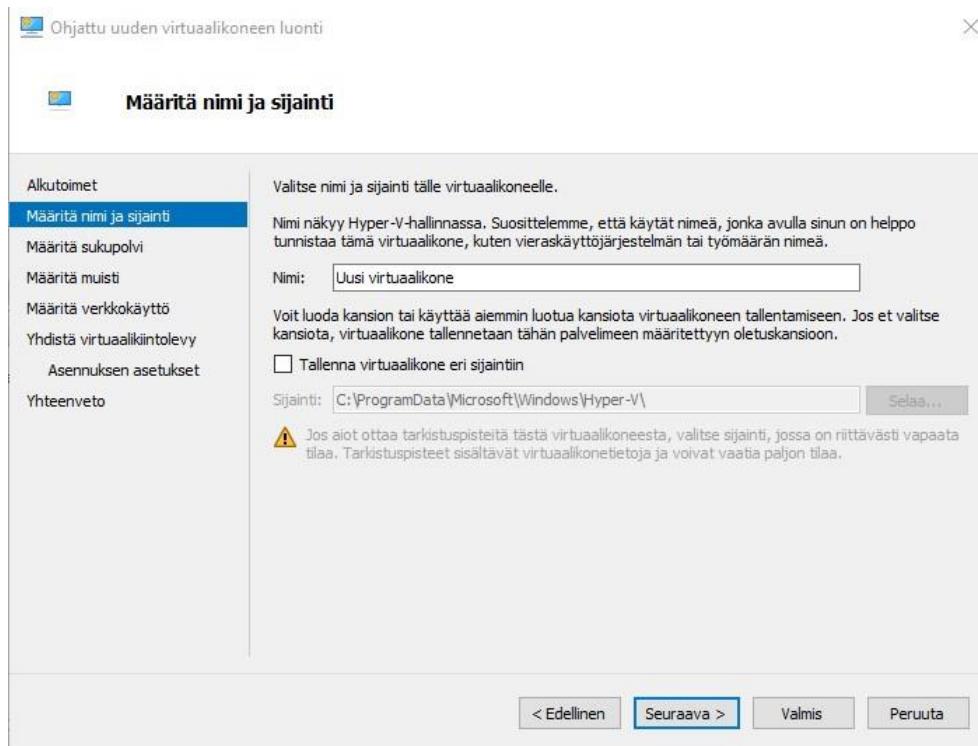 Ohjattu uuden virtuaalikoneen luonti
Määritä nimi ja sijainti
Alkutoimet
Määritä nimi ja sijainti
Määritä sukupolvi
Määritä muisti
Määritä verkkokäyttö
Yhdistä virtuaalikiintolevy
Asennuksen asetukset
Yhteenveto
Valitse nimi ja sijainti tälle virtuaalikoneelle.
Nimi näkyy Hyper-V-hallinnassa. Suosittelemme, että käytät nimeä, jonka avulla sinun on helppo
tunnistaa tämä virtuaalikone, kuten vieraskäyttöjärjestelmän tai työmäärän nimeä.
Nimi: Uusi virtuaalikone
Voit luoda kansion tai käyttää aiemmin luotua kansiota virtuaalikoneen tallentamiseen. Jos et valitse
kansiota, virtuaalikone tallennetaan tähän palvelimeen määritettyyn oletuskansioon.
Tallenna virtuaalikone eri sijaintiin
Sijainti: C:\ProgramData\Microsoft\Windows\Hyper-V\ Selaa...
Jos aiot ottaa tarkistuspisteitä tästä virtuaalikoneesta, valitse sijainti, jossa on riittävästi vapaata
tilaa. Tarkistuspisteet sisältävät virtuaalikonetietoja ja voivat vaatia paljon tilaa.
< Edellinen Seuraava > Valmis Peruuta